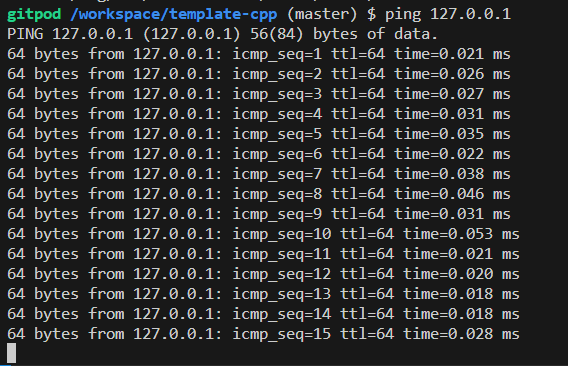 gitpod /workspace/template-cpp (master) $ ping 127.0.0.1
PING 127.0.0.1 (127.0.0.1) 56(84) bytes of data.
64 bytes from 127.0.0.1: icmp_seq=1 ttl=64 time=0.021 ms
64 bytes from 127.0.0.1: icmp_seq=2 ttl=64 time=0.026 ms
64 bytes from 127.0.0.1: icmp_seq=3 ttl=64 time=0.027 ms
64 bytes from 127.0.0.1: icmp_seq=4 ttl=64 time=0.031 ms
64 bytes from 127.0.0.1: icmp_seq=5 ttl=64 time=0.035 ms
64 bytes from 127.0.0.1: icmp_seq=6 ttl=64 time=0.022 ms
64 bytes from 127.0.0.1: icmp_seq=7 ttl=64 time=0.038 ms
64 bytes from 127.0.0.1: icmp_seq=8 ttl=64 time=0.046 ms
64 bytes from 127.0.0.1: icmp_seq=9 ttl=64 time=0.031 ms
64 bytes from 127.0.0.1: icmp_seq=10 ttl=64 time=0.053 ms
64 bytes from 127.0.0.1: icmp_seq=11 ttl=64 time=0.021 ms
64 bytes from 127.0.0.1: icmp_seq=12 ttl=64 time=0.020 ms
64 bytes from 127.0.0.1: icmp_seq=13 ttl=64 time=0.018 ms
64 bytes from 127.0.0.1: icmp_seq=14 ttl=64 time=0.018 ms
64 bytes from 127.0.0.1: icmp_seq=15 ttl=64 time=0.028 ms